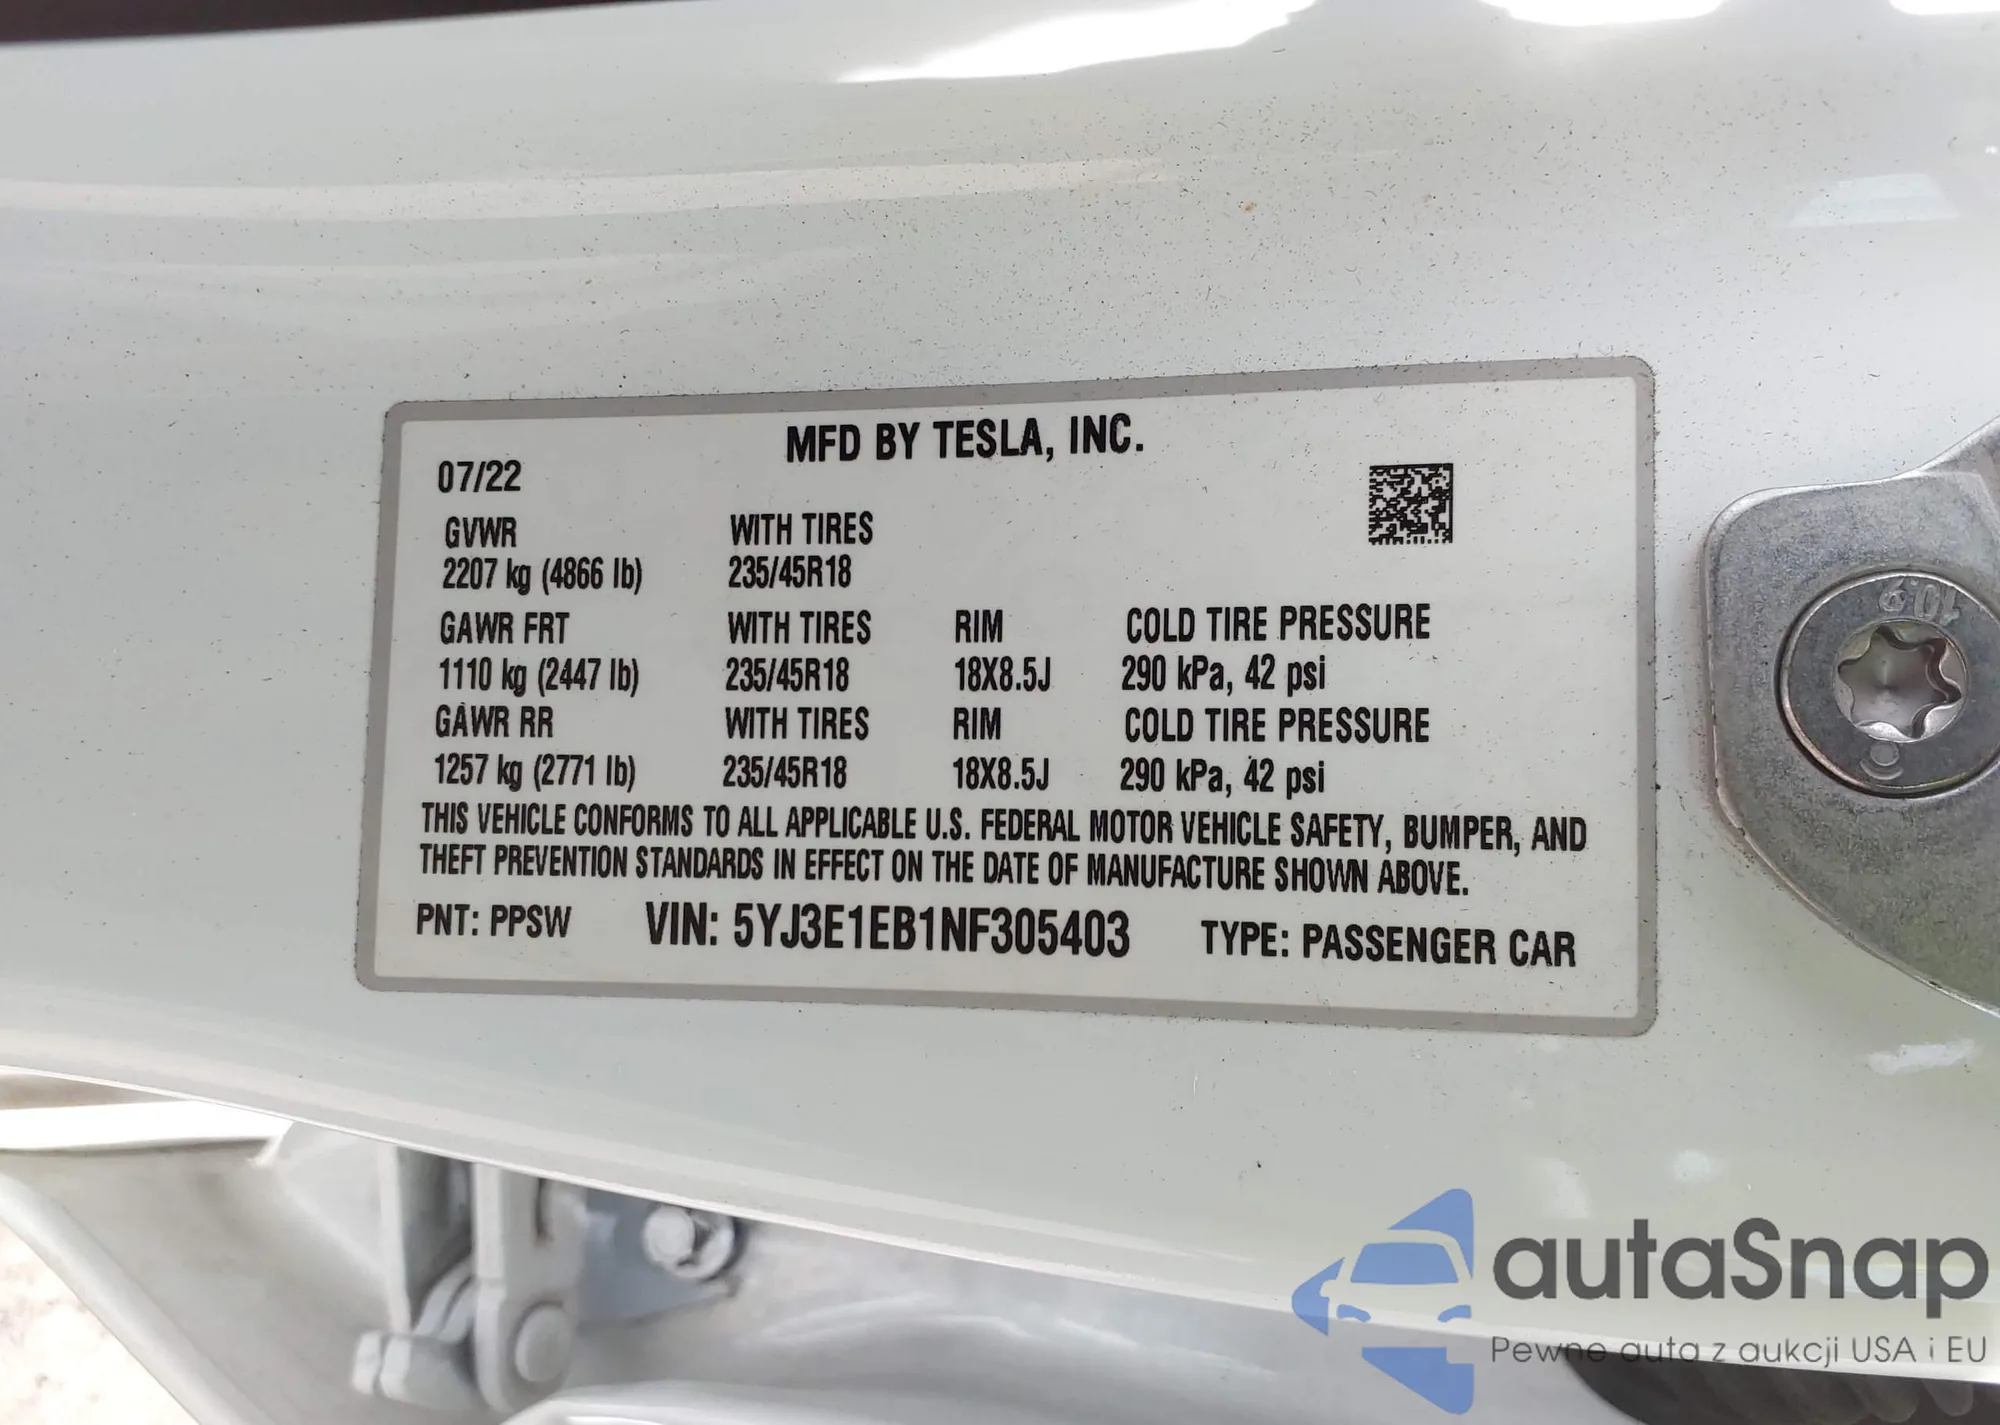 MFD BY TESLA, INC.
07/22
GVWR WITH TIRES
2207 kg (4866 lb) 235/45R18
GAWR FRT WITH TIRES RIM COLD TIRE PRESSURE
1110 kg (2447 lb) 235/45R18 18X8.5J 290 kPa, 42 psi
GAWR RR WITH TIRES RIM COLD TIRE PRESSURE
1257 kg (2771 lb) 235/45R18 18X8.5J 290 kPa, 42 psi
THIS VEHICLE CONFORMS TO ALL APPLICABLE U.S. FEDERAL MOTOR VEHICLE SAFETY, BUMPER, AND
THEFT PREVENTION STANDARDS IN EFFECT ON THE DATE OF MANUFACTURE SHOWN ABOVE.
PNT: PPSW VIN: 5YJ3E1EB1NF305403 TYPE: PASSENGER CAR
10.9
autaSnap
Pewne auta z aukcji USA i EU